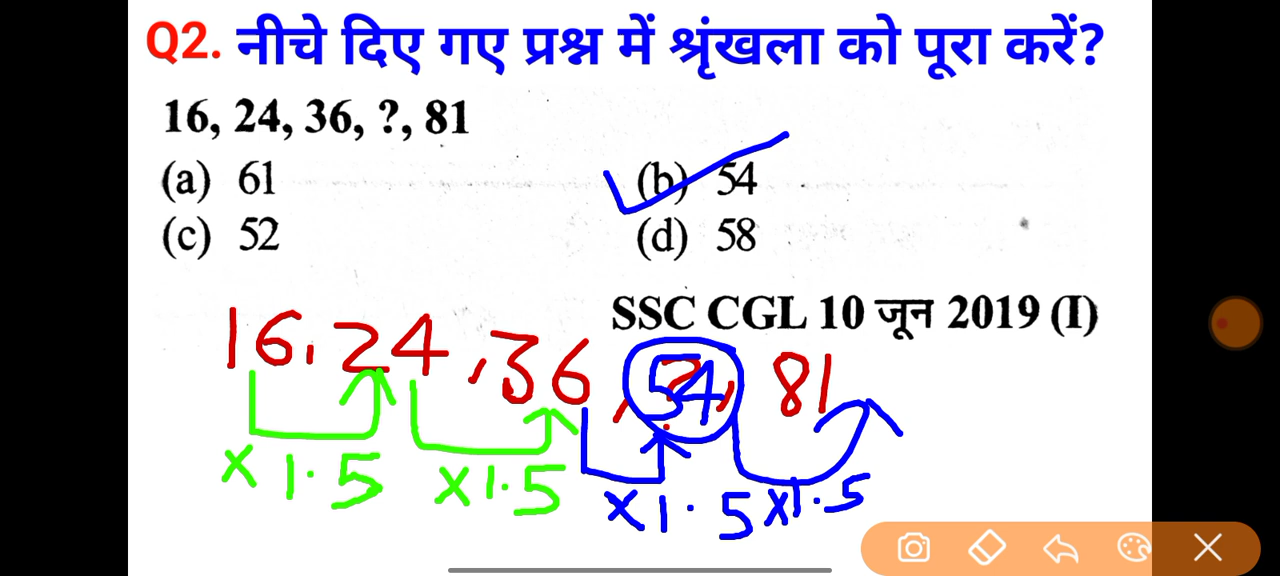 Q2. नीचे दिए गए प्रश्न में श्रृंखला को पूरा करें?
16, 24, 36, ?, 81
(a) 61 (b) 54
(c) 52 (d) 58
SSC CGL 10 जून 2019 (I)
16, 24, 36, 54, 81
×1.5 ×1.5 ×1.5 ×1.5